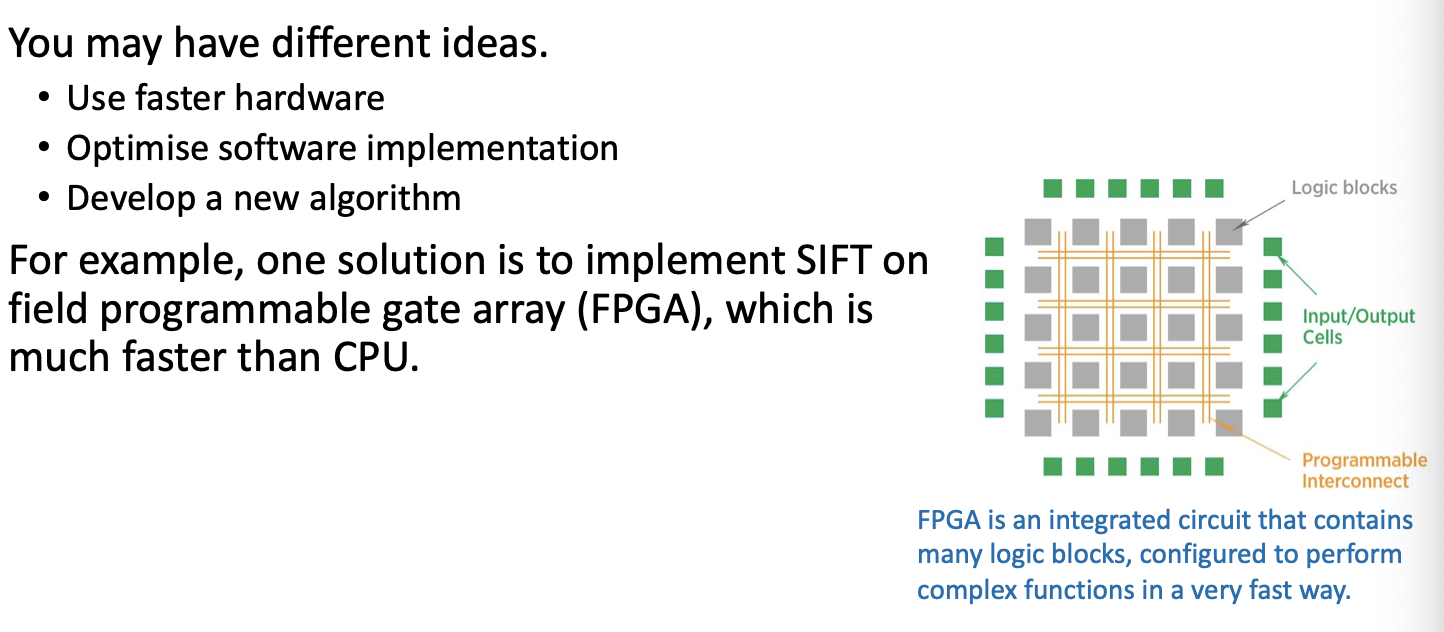 You may have different ideas.
• Use faster hardware
• Optimise software implementation
• Develop a new algorithm
For example, one solution is to implement SIFT on
field programmable gate array (FPGA), which is
much faster than CPU.
Logic blocks
Input/Output
Cells
Programmable
Interconnect
FPGA is an integrated circuit that contains
many logic blocks, configured to perform
complex functions in a very fast way.